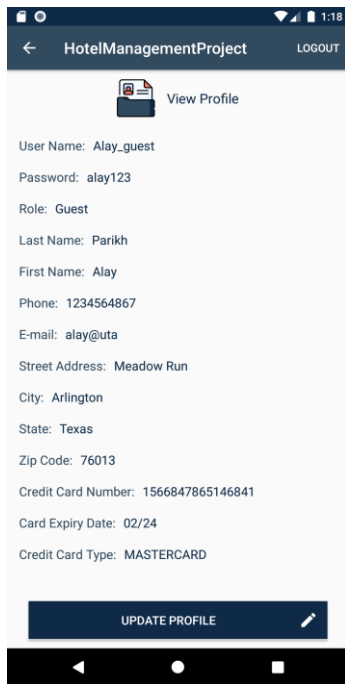 1:18
HotelManagementProject LOGOUT
View Profile
User Name: Alay_guest
Password: alay123
Role: Guest
Last Name: Parikh
First Name: Alay
Phone: 1234564867
E-mail: alay@uta
Street Address: Meadow Run
City: Arlington
State: Texas
Zip Code: 76013
Credit Card Number: 1566847865146841
Card Expiry Date: 02/24
Credit Card Type: MASTERCARD
UPDATE PROFILE